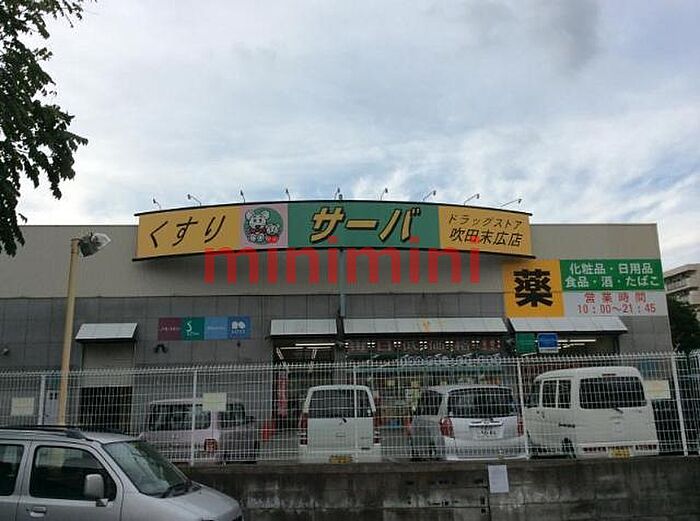 くすり
サーバ
ドラッグストア
吹田末広店
minimini
薬
化粧品・日用品
食品・酒・たばこ
営業時間
10:00～21:45